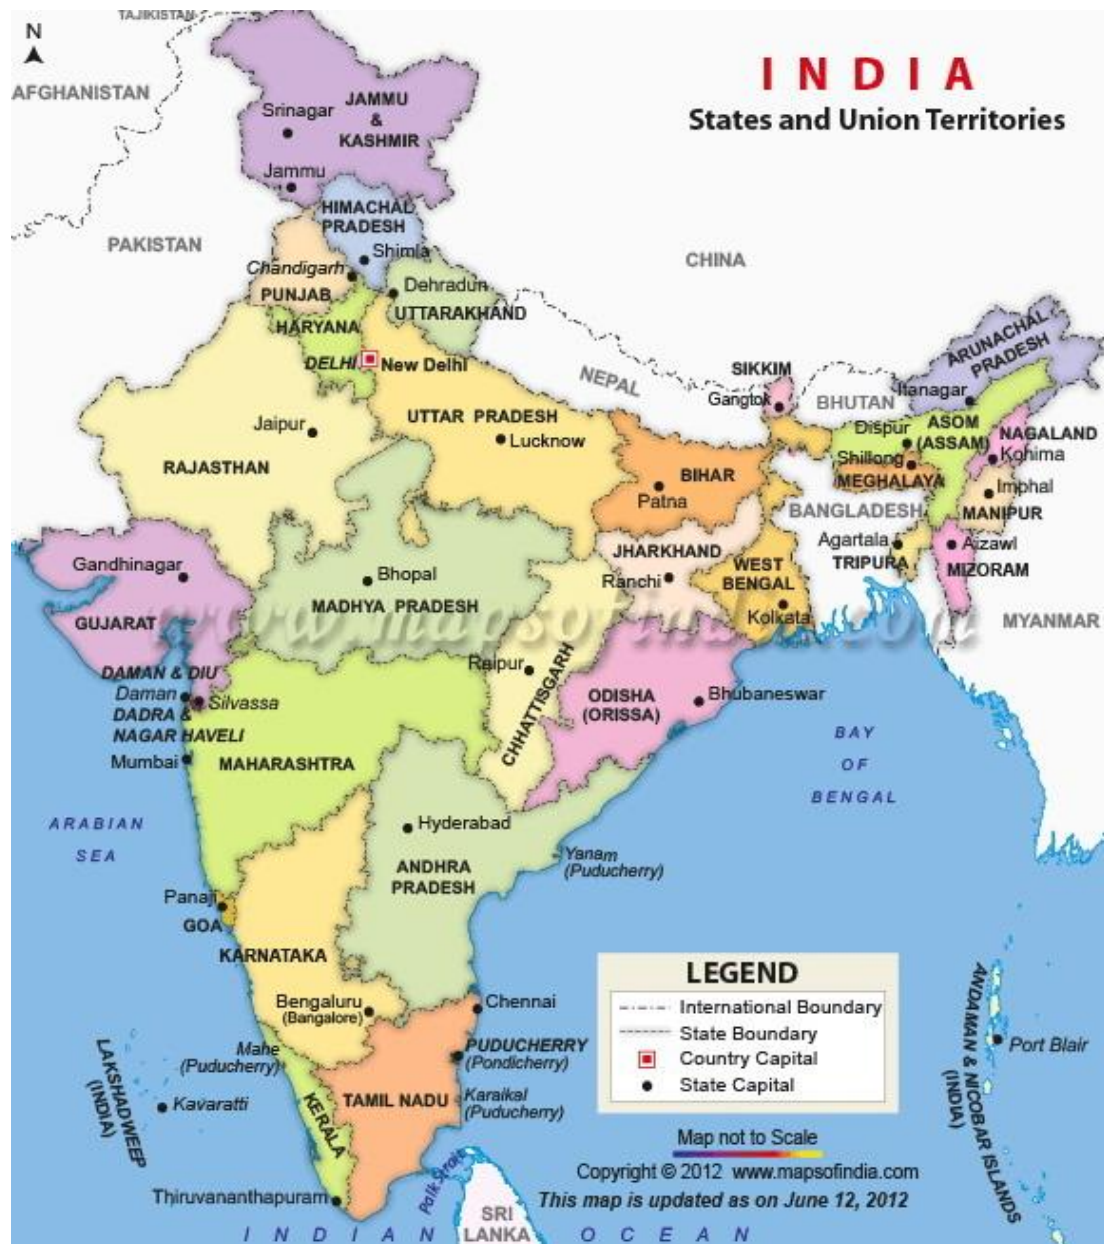 TAJIKISTAN
N
AFGHANISTAN
INDIA
States and Union Territories
JAMMU
&
KASHMIR
Srinagar
Jammu
HIMACHAL
PRADESH
Shimla
PAKISTAN
CHINA
Chandigarh
PUNJAB
Dehradun
UTTARAKHAND
HARYANA
DELHI
New Delhi
NEPAL
SIKKIM
Gangtok
BHUTAN
ARUNACHAL
PRADESH
Itanagar
UTTAR PRADESH
Lucknow
Jaipur
RAJASTHAN
BIHAR
Patna
Dispur
ASOM
(ASSAM)
NAGALAND
Kohima
Shillong
MEGHALAYA
Imphal
MANIPUR
BANGLADESH
Agartala
TRIPURA
Aizawl
MIZORAM
MYANMAR
JHARKHAND
Ranchi
WEST
BENGAL
Kolkata
Gandhinagar
GUJARAT
Bhopal
MADHYA PRADESH
www.mapsofindia.com
Raipur
CHHATTISGARH
ODISHA
(ORISSA)
Bhubaneswar
DAMAN & DIU
Daman
Silvassa
DADRA &
NAGAR HAVELI
Mumbai
MAHARASHTRA
BAY
OF
BENGAL
ARABIAN
SEA
Hyderabad
ANDHRA
PRADESH
Yanam
(Puducherry)
Panaji
GOA
KARNATAKA
Bengaluru
(Bangalore)
Chennai
Mahe
(Puducherry)
PUDUCHERRY
(Pondicherry)
Karaikal
(Puducherry)
TAMIL NADU
KERALA
LAKSHADWEEP
(INDIA)
Kavaratti
Thiruvananthapuram
Palk Strait
SRI
LANKA
INDIAN OCEAN
ANDAMAN & NICOBAR ISLANDS
(INDIA)
Port Blair
LEGEND
International Boundary
State Boundary
Country Capital
State Capital
Map not to Scale
Copyright © 2012 www.mapsofindia.com
This map is updated as on June 12, 2012